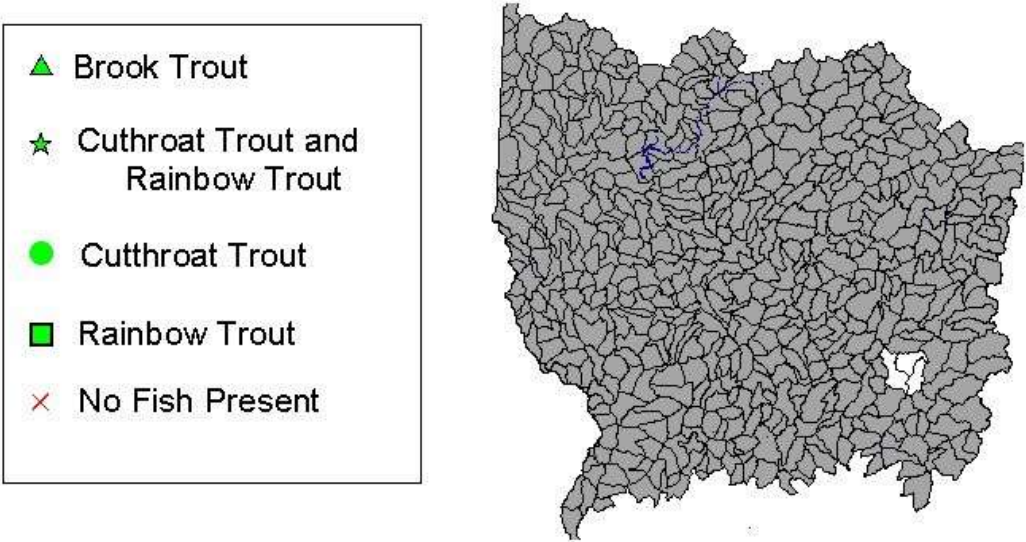 Brook Trout
Cuthroat Trout and
Rainbow Trout
Cutthroat Trout
Rainbow Trout
No Fish Present